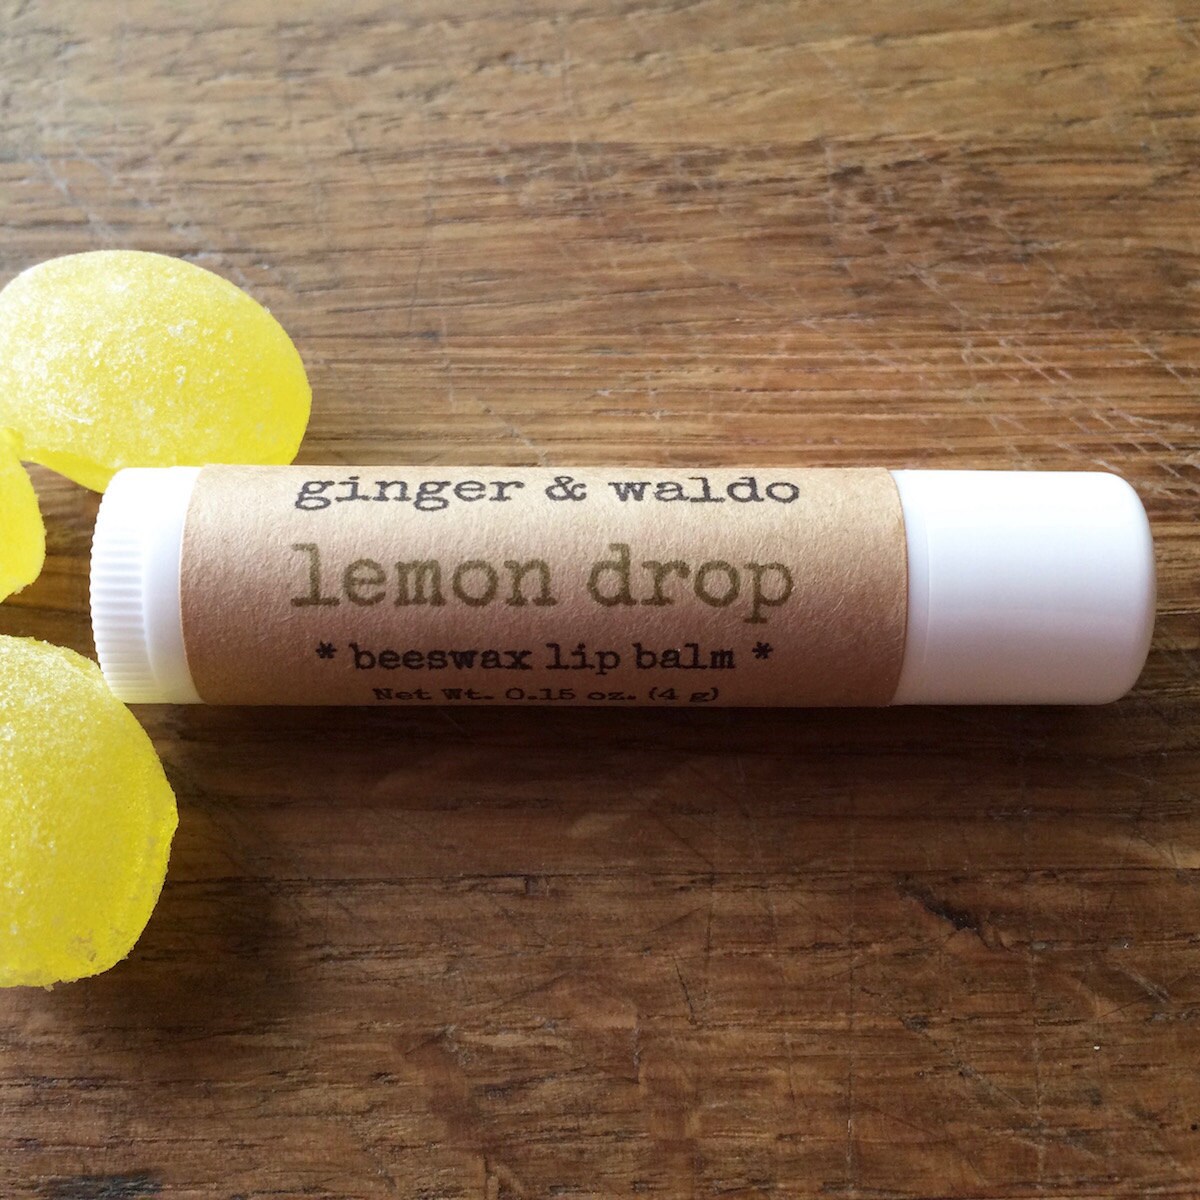 ginger & waldo
lemon drop
* beeswax lip balm *
Net Wt. 0.15 oz. (4 g)